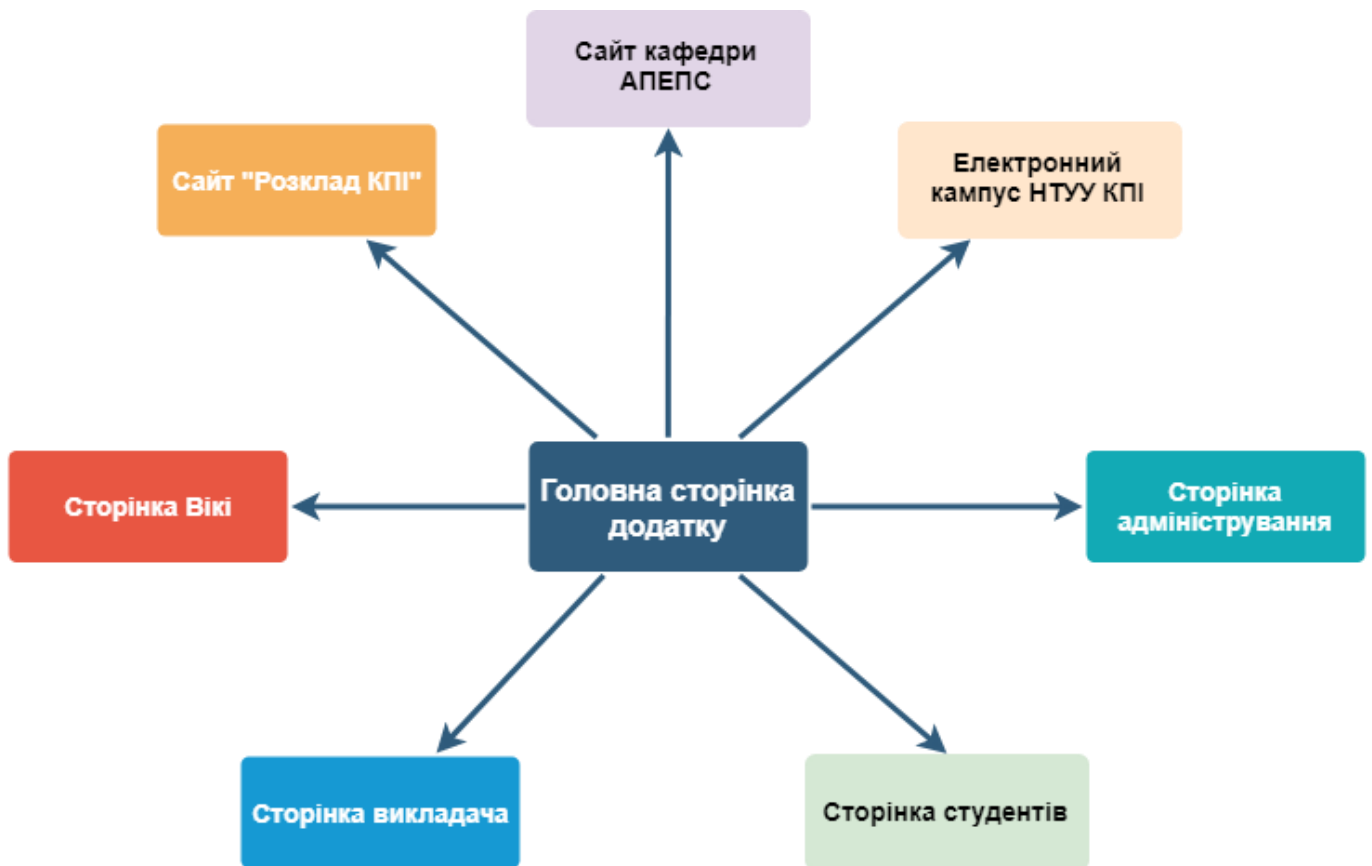 Сайт кафедри
АПЕПС
Сайт "Розклад КПІ"
Електронний
кампус НТУУ КПІ
Сторінка Вікі
Головна сторінка
додатку
Сторінка
адміністрування
Сторінка викладача
Сторінка студентів